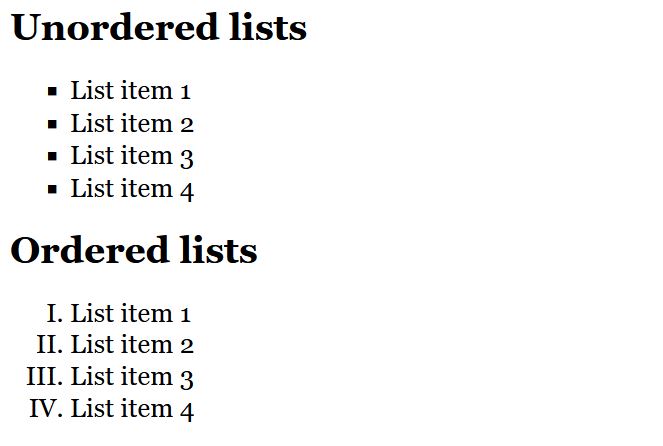 Unordered lists
▪ List item 1
▪ List item 2
▪ List item 3
▪ List item 4
Ordered lists
I. List item 1
II. List item 2
III. List item 3
IV. List item 4